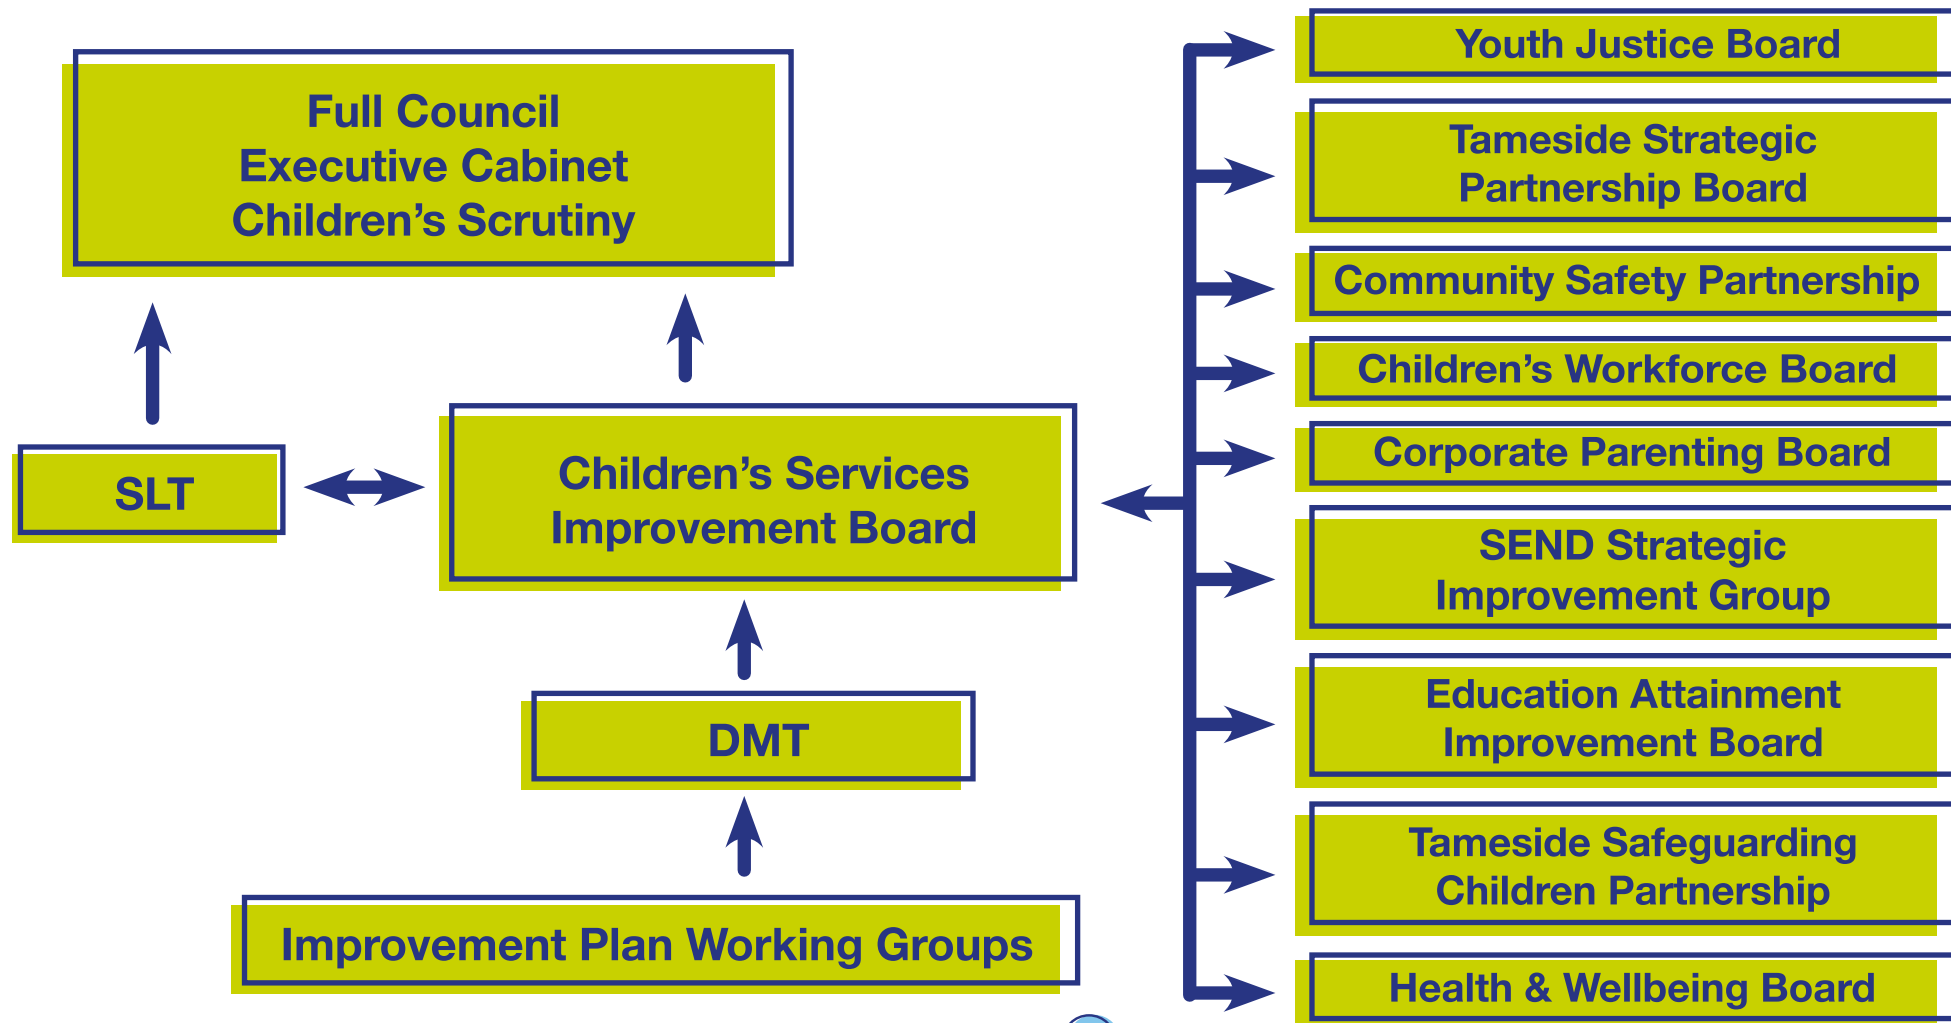 Full Council
Executive Cabinet
Children’s Scrutiny
SLT
Children’s Services
Improvement Board
DMT
Improvement Plan Working Groups
Youth Justice Board
Tameside Strategic
Partnership Board
Community Safety Partnership
Children’s Workforce Board
Corporate Parenting Board
SEND Strategic
Improvement Group
Education Attainment
Improvement Board
Tameside Safeguarding
Children Partnership
Health & Wellbeing Board